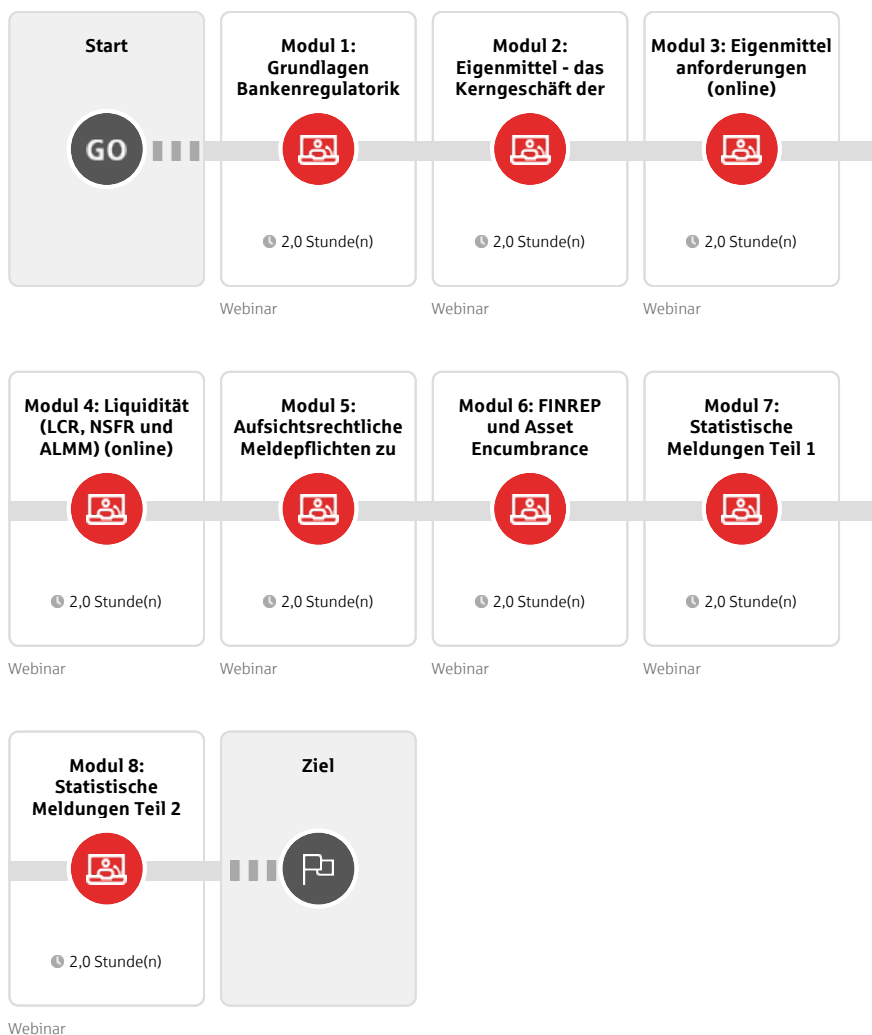 Start
GO
Modul 1:
Grundlagen
Bankenregulatorik
2,0 Stunde(n)
Webinar
Modul 2:
Eigenmittel - das
Kerngeschäft der
2,0 Stunde(n)
Webinar
Modul 3: Eigenmittel
anforderungen
(online)
2,0 Stunde(n)
Webinar
Modul 4: Liquidität
(LCR, NSFR und
ALMM) (online)
2,0 Stunde(n)
Webinar
Modul 5:
Aufsichtsrechtliche
Meldepflichten zu
2,0 Stunde(n)
Webinar
Modul 6: FINREP
und Asset
Encumbrance
2,0 Stunde(n)
Webinar
Modul 7:
Statistische
Meldungen Teil 1
2,0 Stunde(n)
Webinar
Modul 8:
Statistische
Meldungen Teil 2
2,0 Stunde(n)
Webinar
Ziel